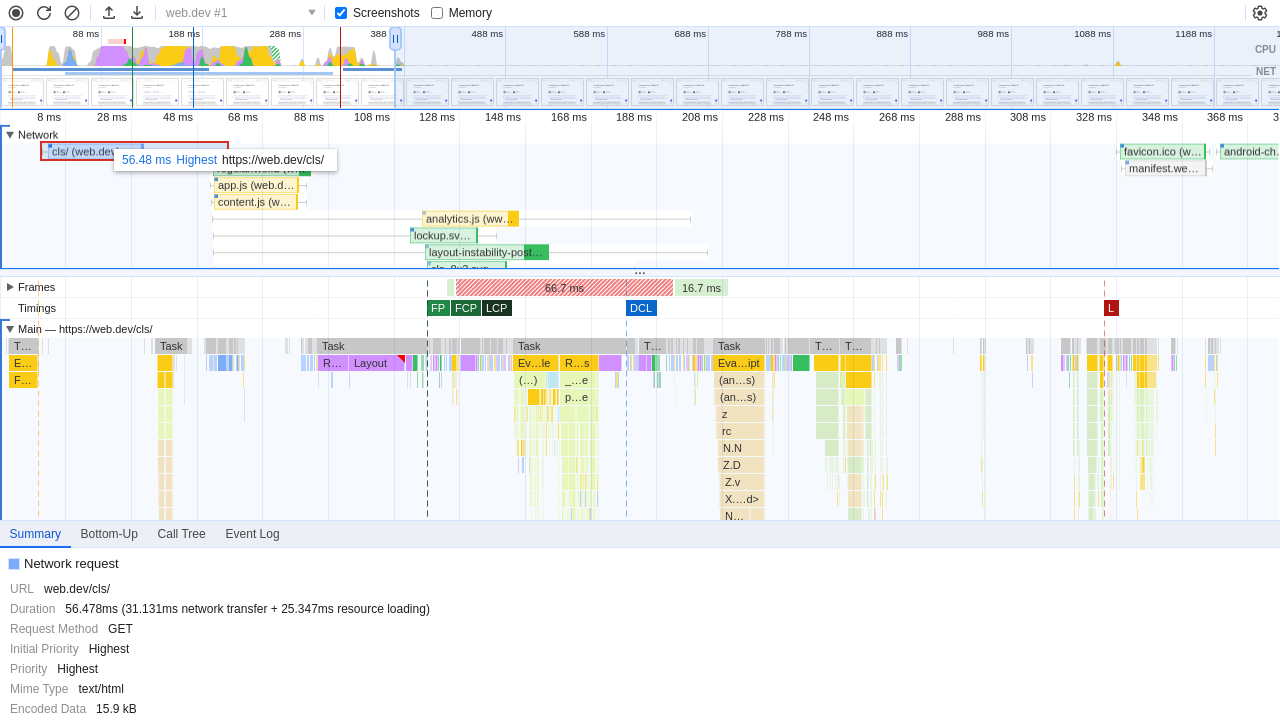 web.dev #1 Screenshots Memory
88 ms 188 ms 288 ms 388 488 ms 588 ms 688 ms 788 ms 888 ms 988 ms 1088 ms 1188 ms
CPU
NET
8 ms 28 ms 48 ms 68 ms 88 ms 108 ms 128 ms 148 ms 168 ms 188 ms 208 ms 228 ms 248 ms 268 ms 288 ms 308 ms 328 ms 348 ms 368 ms
Network
cls/ (web.dev favicon.ico (w… android-ch…
56.48 ms Highest https://web.dev/cls/
manifest.we…
app.js (web.d…
content.js (w…
analytics.js (ww…
lockup.sv…
layout-instability-post…
Frames 66.7 ms 16.7 ms
Timings FP FCP LCP DCL L
Main — https://web.dev/cls/
T… Task Task Task T… Task T… T…
E… R… Layout Ev…le R…s Eva…ipt
F… (…) _…e (an…s)
p…e (an…s)
z
rc
N.N
Z.D
Z.v
X.…d>
N…
Summary Bottom-Up Call Tree Event Log
Network request
URL web.dev/cls/
Duration 56.478ms (31.131ms network transfer + 25.347ms resource loading)
Request Method GET
Initial Priority Highest
Priority Highest
Mime Type text/html
Encoded Data 15.9 kB